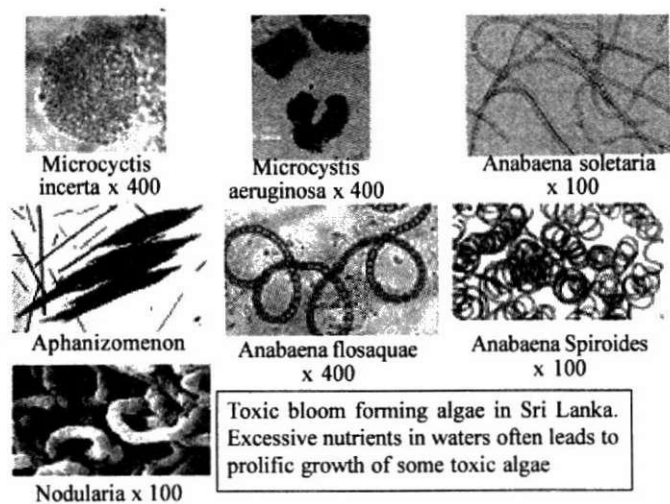 Microcyctis
incerta x 400
Microcystis
aeruginosa x 400
Anabaena soletaria
x 100
Aphanizomenon
Anabaena flosaquae
x 400
Anabaena Spiroides
x 100
Nodularia x 100
Toxic bloom forming algae in Sri Lanka.
Excessive nutrients in waters often leads to
prolific growth of some toxic algae